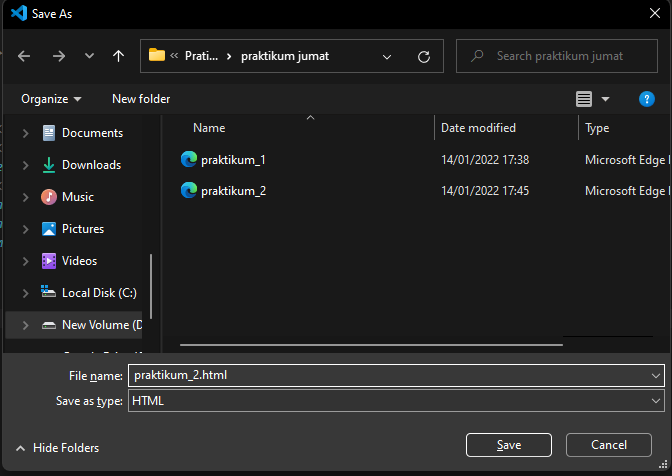 Save As
« Prati... › praktikum jumat
Search praktikum jumat
Organize
New folder
Name
Date modified
Type
Documents
Downloads
Music
Pictures
Videos
Local Disk (C:)
New Volume (D
praktikum_1 14/01/2022 17:38 Microsoft Edge
praktikum_2 14/01/2022 17:45 Microsoft Edge
File name: praktikum_2.html
Save as type: HTML
Hide Folders
Save
Cancel